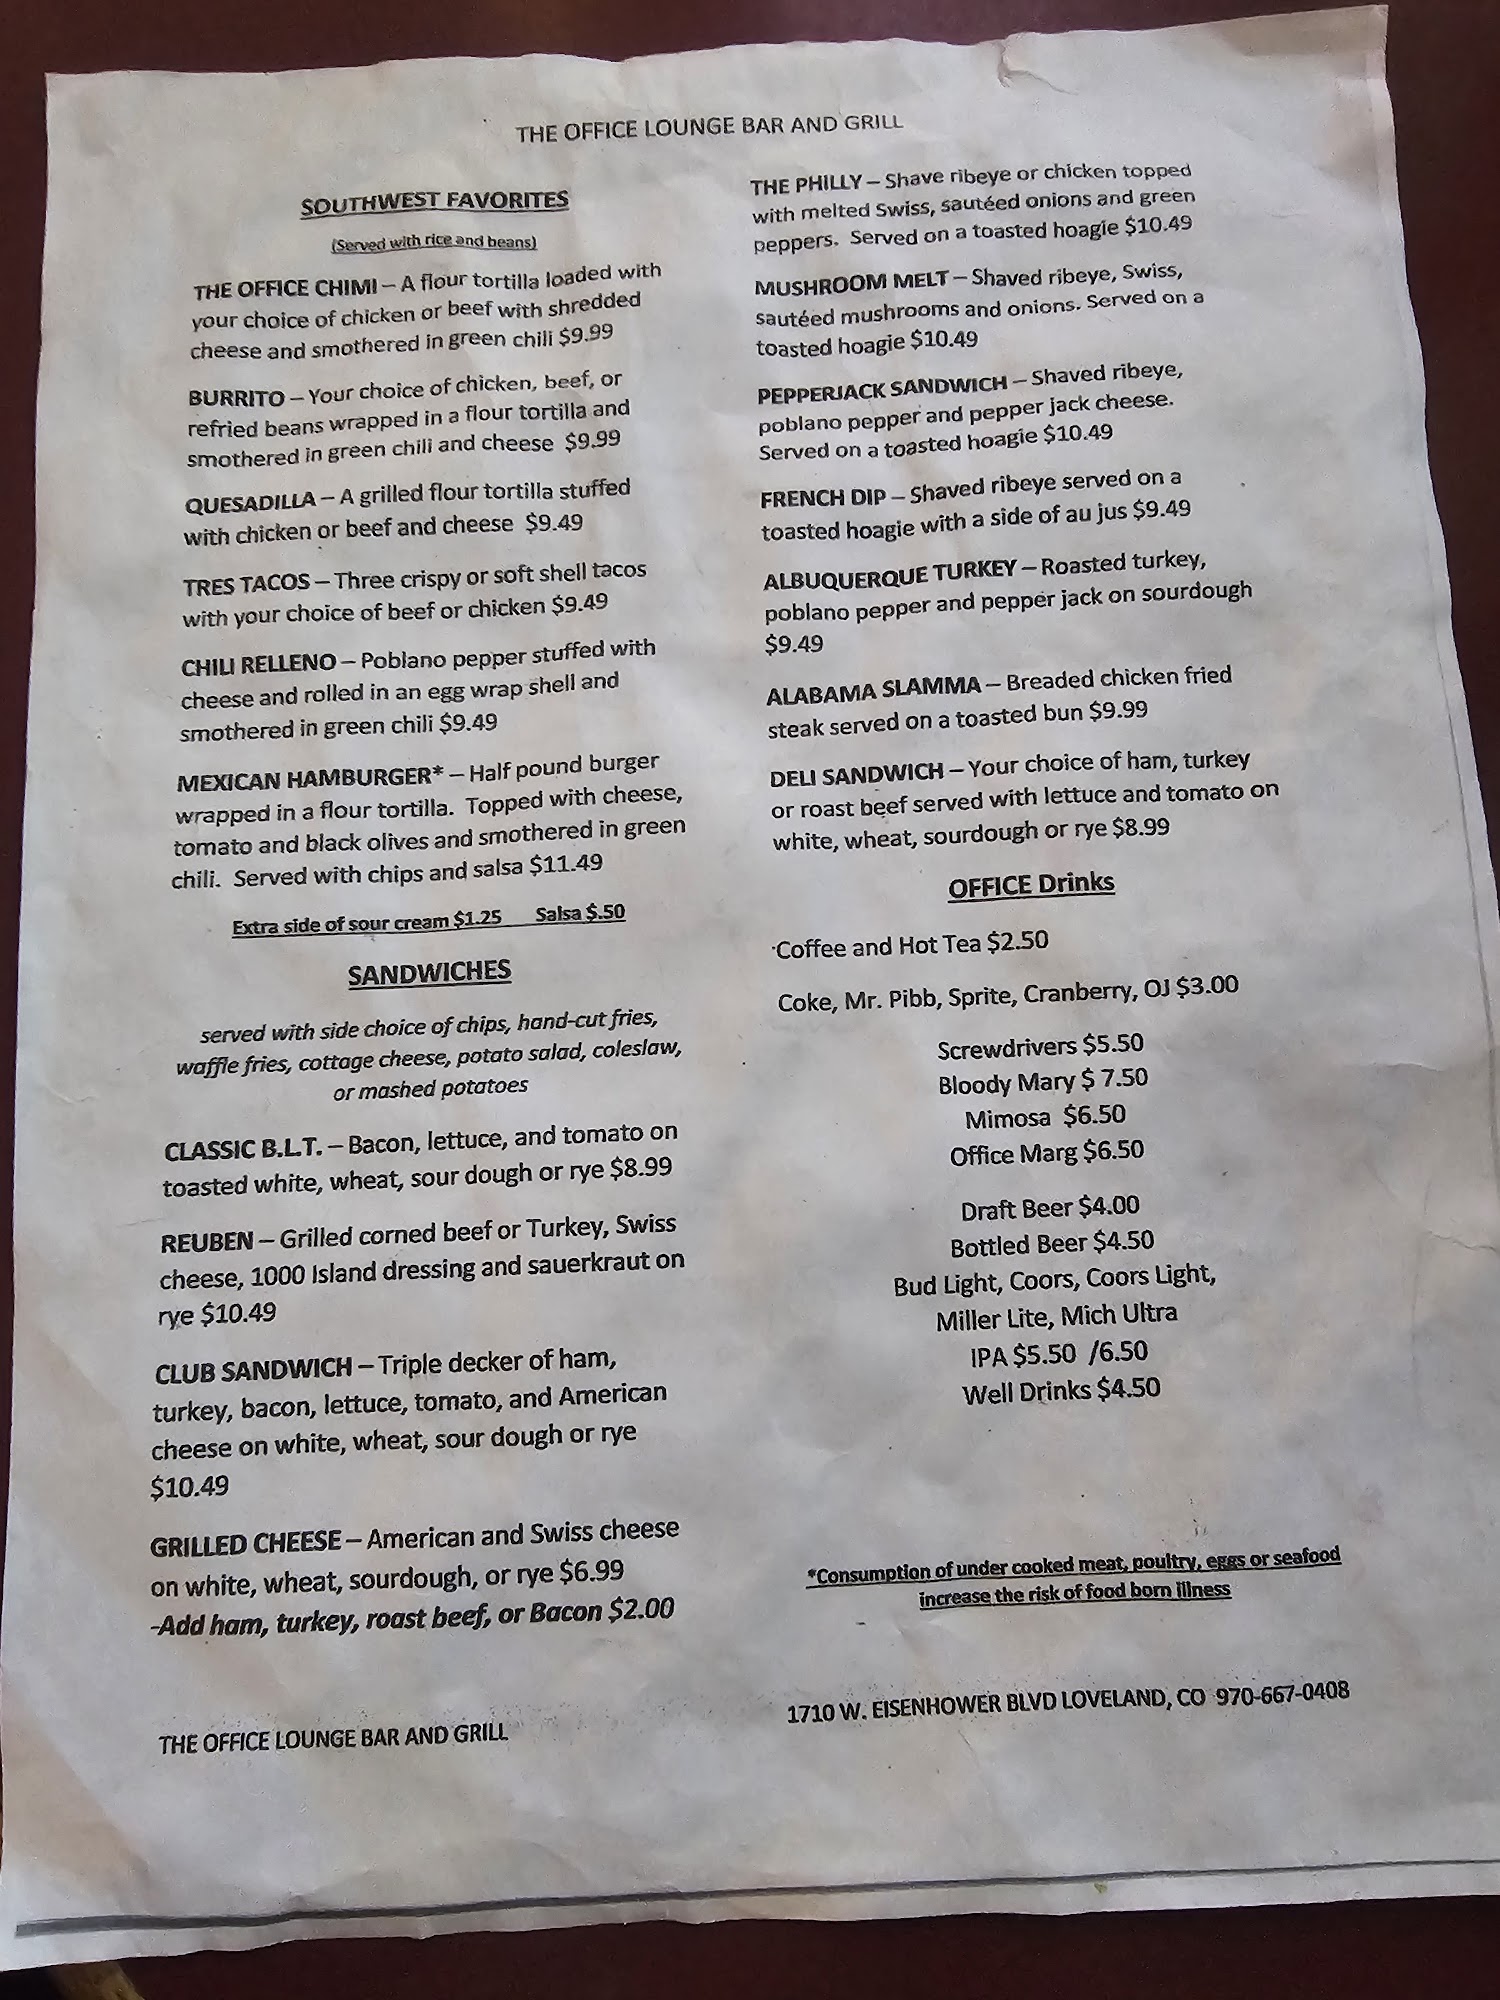 THE OFFICE LOUNGE BAR AND GRILL
SOUTHWEST FAVORITES
(Served with rice and beans)
THE OFFICE CHIMI – A flour tortilla loaded with
your choice of chicken or beef with shredded
cheese and smothered in green chili $9.99
BURRITO – Your choice of chicken, beef, or
refried beans wrapped in a flour tortilla and
smothered in green chili and cheese $9.99
QUESADILLA – A grilled flour tortilla stuffed
with chicken or beef and cheese $9.49
TRES TACOS – Three crispy or soft shell tacos
with your choice of beef or chicken $9.49
CHILI RELLENO – Poblano pepper stuffed with
cheese and rolled in an egg wrap shell and
smothered in green chili $9.49
MEXICAN HAMBURGER* – Half pound burger
wrapped in a flour tortilla. Topped with cheese,
tomato and black olives and smothered in green
chili. Served with chips and salsa $11.49
Extra side of sour cream $1.25 Salsa $.50
SANDWICHES
served with side choice of chips, hand-cut fries,
waffle fries, cottage cheese, potato salad, coleslaw,
or mashed potatoes
CLASSIC B.L.T. – Bacon, lettuce, and tomato on
toasted white, wheat, sour dough or rye $8.99
REUBEN – Grilled corned beef or Turkey, Swiss
cheese, 1000 Island dressing and sauerkraut on
rye $10.49
CLUB SANDWICH – Triple decker of ham,
turkey, bacon, lettuce, tomato, and American
cheese on white, wheat, sour dough or rye
$10.49
GRILLED CHEESE – American and Swiss cheese
on white, wheat, sourdough, or rye $6.99
-Add ham, turkey, roast beef, or Bacon $2.00
THE PHILLY – Shave ribeye or chicken topped
with melted Swiss, sautéed onions and green
peppers. Served on a toasted hoagie $10.49
MUSHROOM MELT – Shaved ribeye, Swiss,
sautéed mushrooms and onions. Served on a
toasted hoagie $10.49
PEPPERJACK SANDWICH – Shaved ribeye,
poblano pepper and pepper jack cheese.
Served on a toasted hoagie $10.49
FRENCH DIP – Shaved ribeye served on a
toasted hoagie with a side of au jus $9.49
ALBUQUERQUE TURKEY – Roasted turkey,
poblano pepper and pepper jack on sourdough
$9.49
ALABAMA SLAMMA – Breaded chicken fried
steak served on a toasted bun $9.99
DELI SANDWICH – Your choice of ham, turkey
or roast beef served with lettuce and tomato on
white, wheat, sourdough or rye $8.99
OFFICE Drinks
Coffee and Hot Tea $2.50
Coke, Mr. Pibb, Sprite, Cranberry, OJ $3.00
Screwdrivers $5.50
Bloody Mary $ 7.50
Mimosa $6.50
Office Marg $6.50
Draft Beer $4.00
Bottled Beer $4.50
Bud Light, Coors, Coors Light,
Miller Lite, Mich Ultra
IPA $5.50 /6.50
Well Drinks $4.50
*Consumption of under cooked meat, poultry, eggs or seafood
increase the risk of food born illness
THE OFFICE LOUNGE BAR AND GRILL
1710 W. EISENHOWER BLVD LOVELAND, CO 970-667-0408